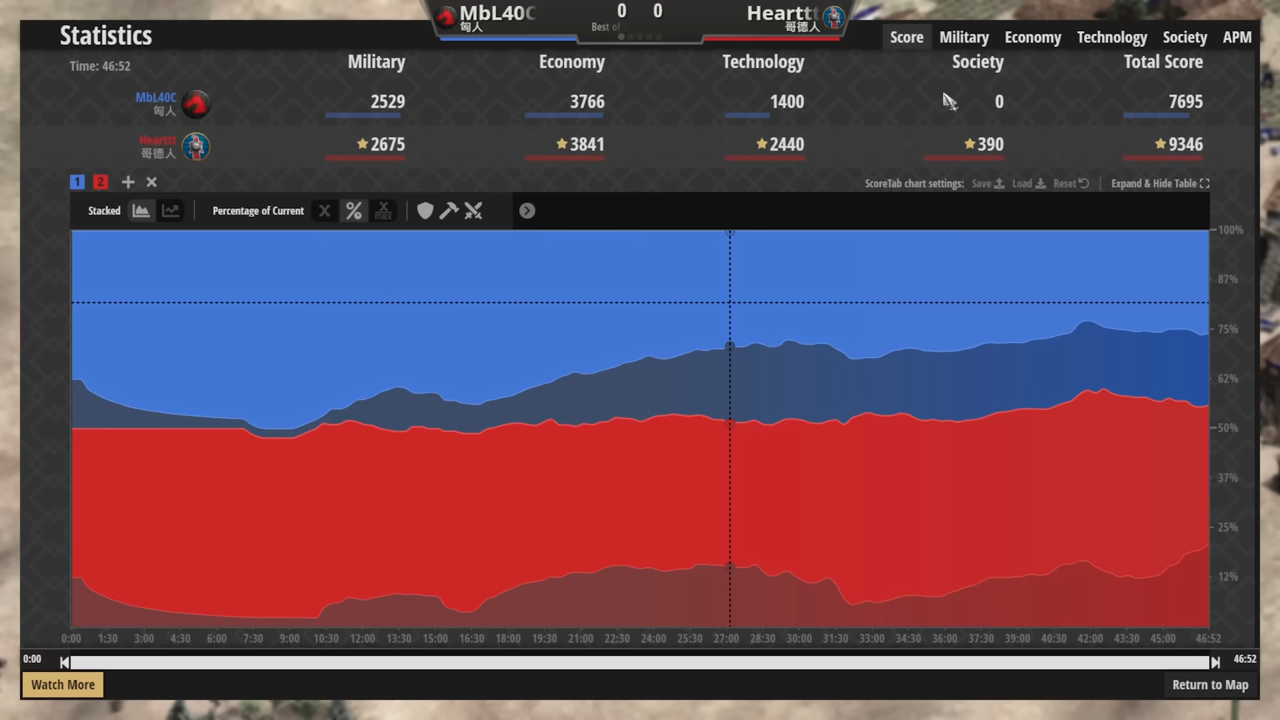 MbL40C 0 0 Hearttt
匈人 Best of 哥德人
Statistics
Score Military Economy Technology Society APM
Time: 46:52 Military Economy Technology Society Total Score
MbL40C
匈人
2529 3766 1400 0 7695
Hearttt
哥德人
2675 3841 2440 390 9346
1 2
ScoreTab chart settings: Save Load Reset Expand & Hide Table
Stacked Percentage of Current X % X max
100%
87%
75%
62%
50%
37%
25%
12%
0:00 1:30 3:00 4:30 6:00 7:30 9:00 10:30 12:00 13:30 15:00 16:30 18:00 19:30 21:00 22:30 24:00 25:30 27:00 28:30 30:00 31:30 33:00 34:30 36:00 37:30 39:00 40:30 42:00 43:30 45:00 46:52
0:00 46:52
Watch More Return to Map